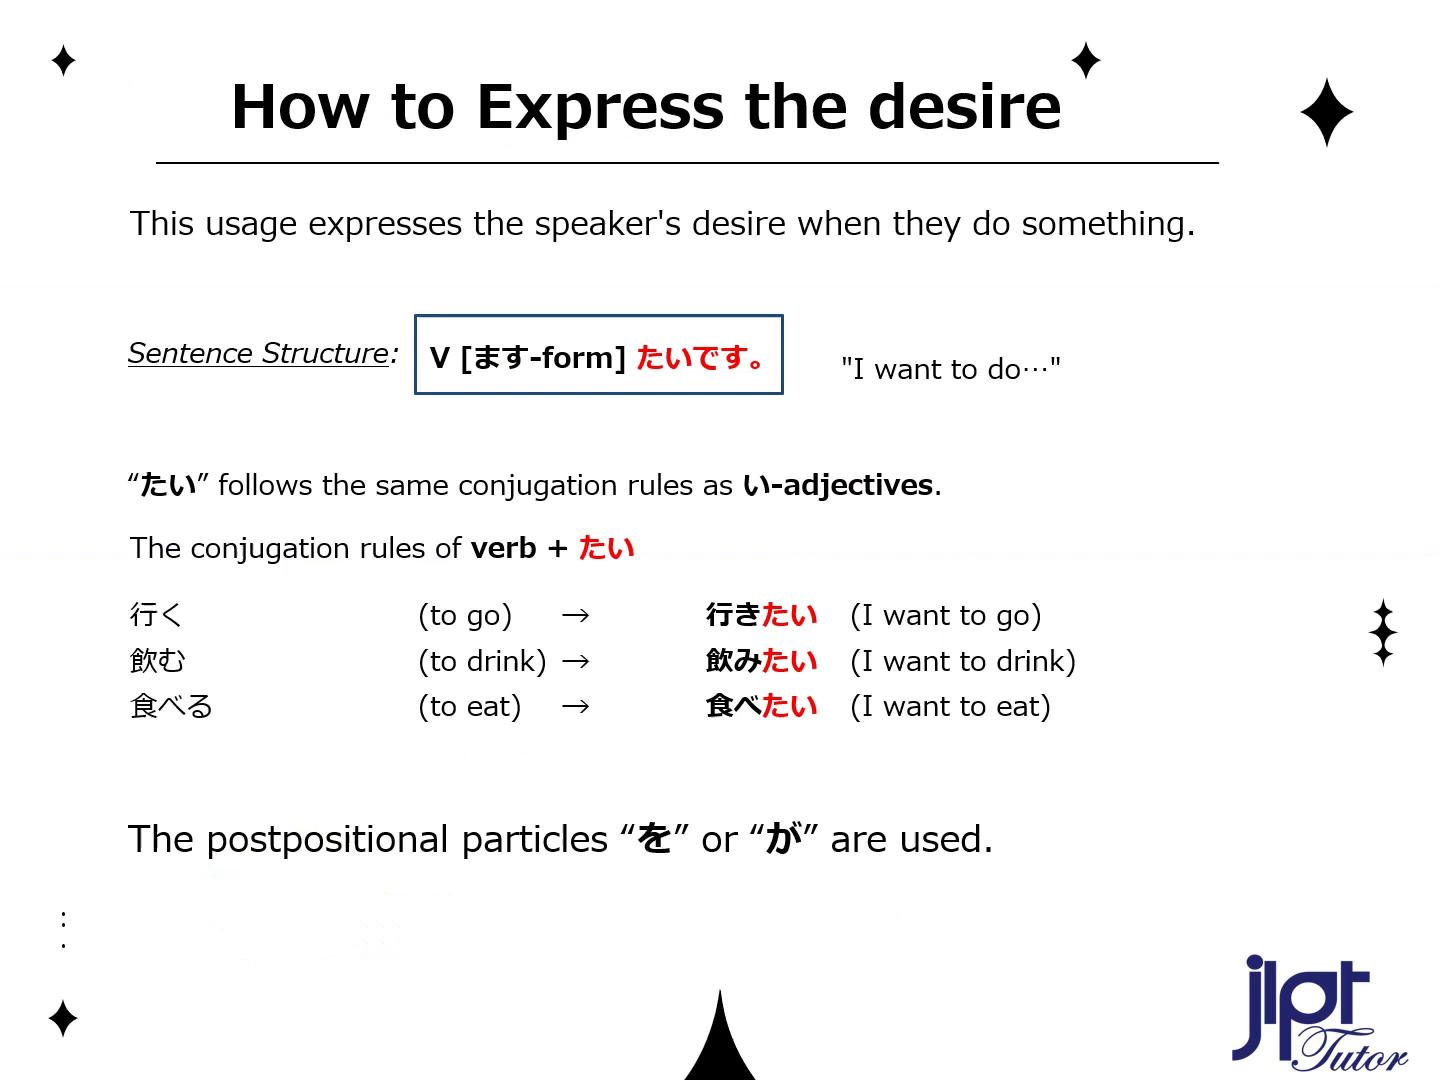 How to Express the desire
This usage expresses the speaker's desire when they do something.
Sentence Structure: V [ます-form] たいです。 "I want to do…"
“たい” follows the same conjugation rules as い-adjectives.
The conjugation rules of verb + たい
行く (to go) → 行きたい (I want to go)
飲む (to drink) → 飲みたい (I want to drink)
食べる (to eat) → 食べたい (I want to eat)
The postpositional particles “を” or “が” are used.
jlpt
Tutor